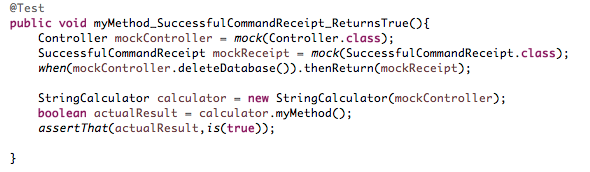 @Test
public void myMethod_SuccessfulCommandReceipt_ReturnsTrue(){
    Controller mockController = mock(Controller.class);
    SuccessfulCommandReceipt mockReceipt = mock(SuccessfulCommandReceipt.class);
    when(mockController.deleteDatabase()).thenReturn(mockReceipt);

    StringCalculator calculator = new StringCalculator(mockController);
    boolean actualResult = calculator.myMethod();
    assertThat(actualResult,is(true));

}